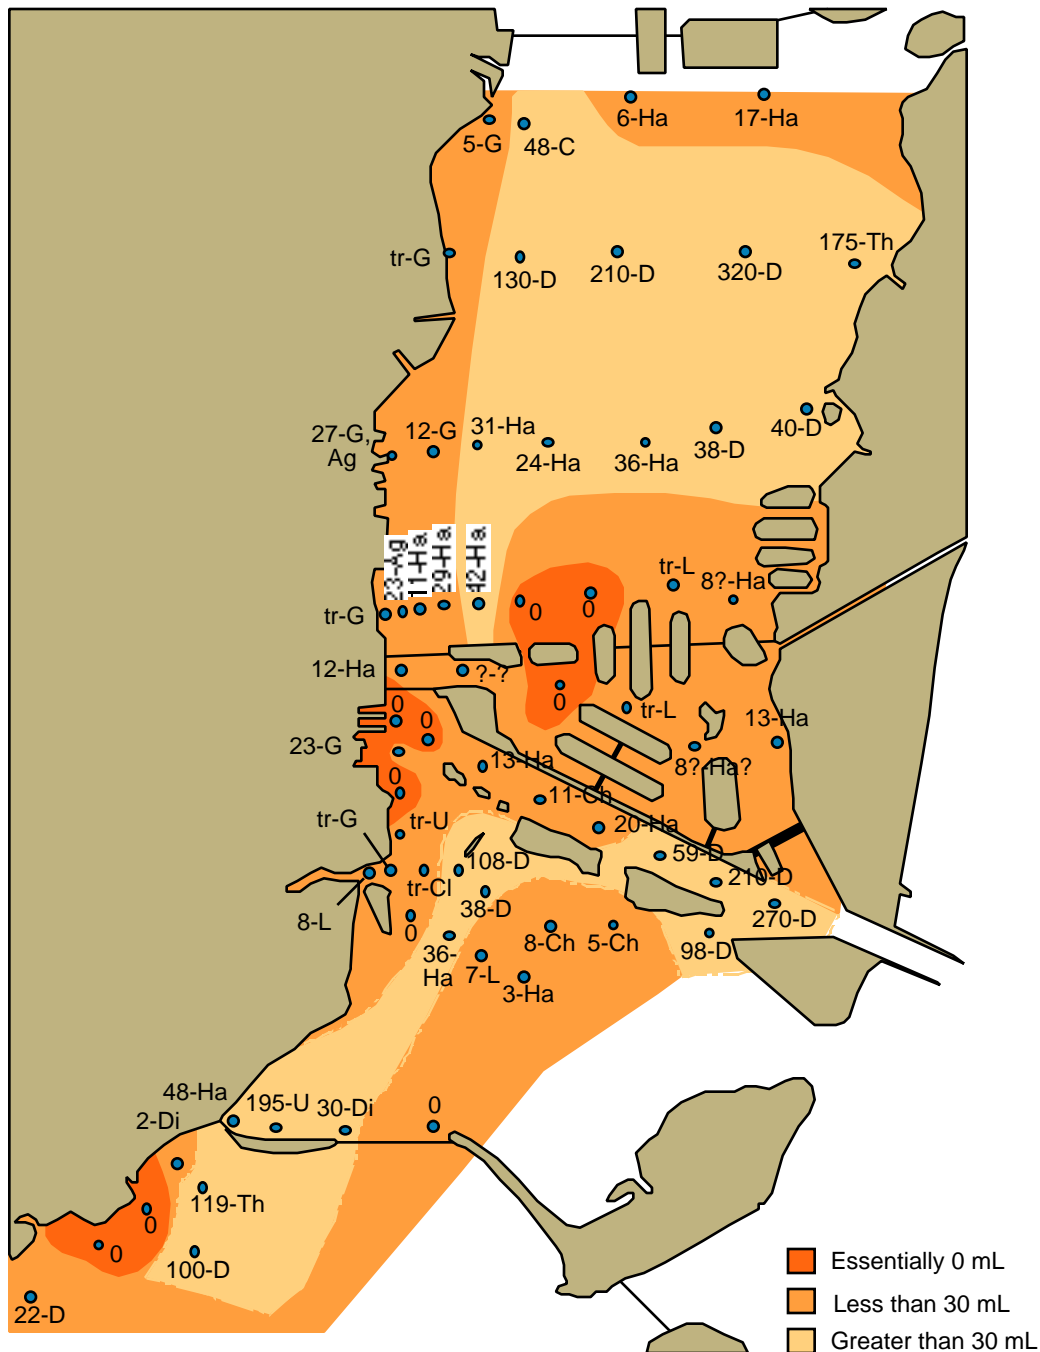 6-Ha
17-Ha
5-G
48-C
tr-G
130-D
210-D
320-D
175-Th
27-G,
Ag
12-G
31-Ha
24-Ha
36-Ha
38-D
40-D
23-Ag
11-Ha.
29-Ha.
42-Ha.
tr-G
0
0
tr-L
8?-Ha
12-Ha
?-?
0
tr-L
13-Ha
0
0
23-G
0
13-Ha
8?-Ha?
11-Ch
20-Ha
tr-G
tr-U
59-D
108-D
210-D
8-L
tr-Cl
38-D
270-D
0
36-
Ha
7-L
8-Ch
5-Ch
98-D
3-Ha
48-Ha
195-U
30-Di
0
2-Di
119-Th
0
0
100-D
22-D
Essentially 0 mL
Less than 30 mL
Greater than 30 mL